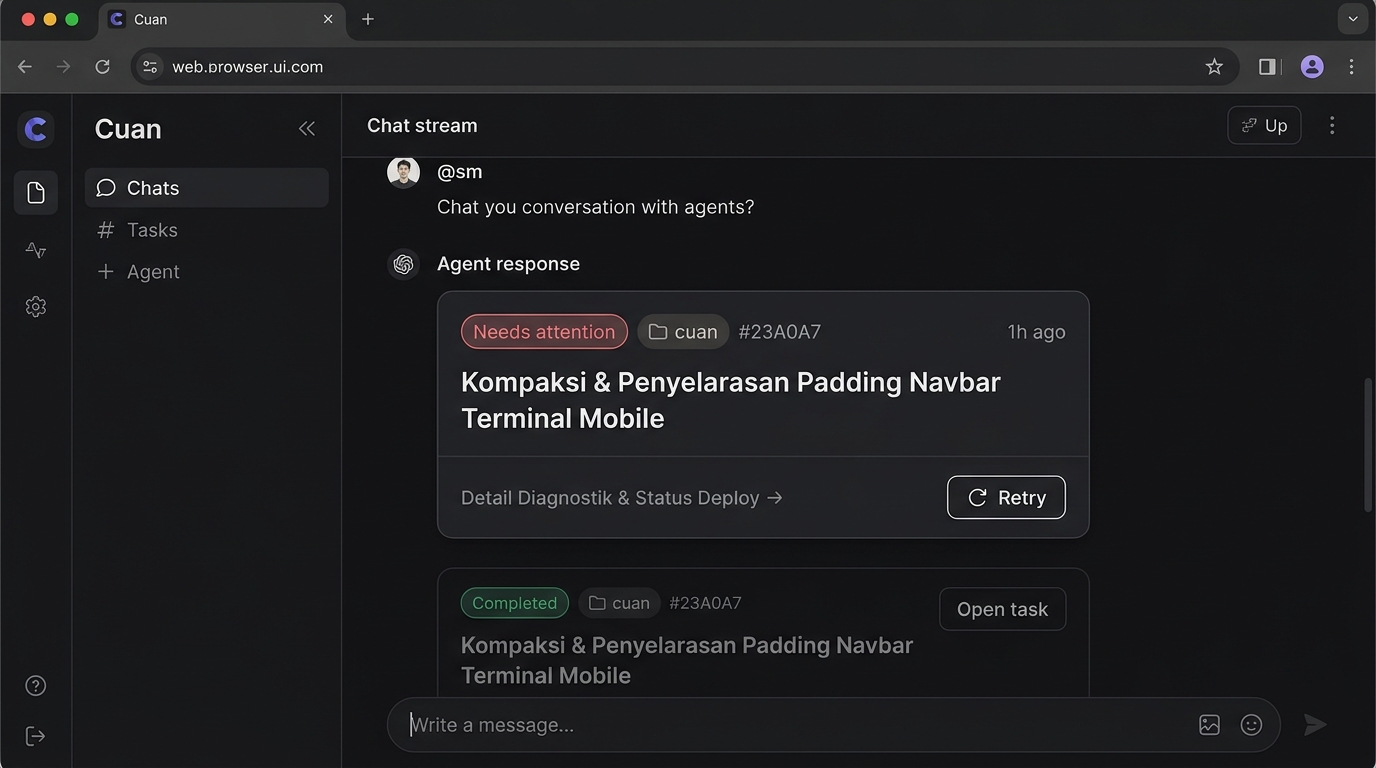 Cuan
web.prowser.ui.com
Cuan
Chats
Tasks
Agent
Chat stream
Up
@sm
Chat you conversation with agents?
Agent response
Needs attention cuan #23A0A7 1h ago
Kompaksi & Penyelarasan Padding Navbar
Terminal Mobile
Detail Diagnostik & Status Deploy →
Retry
Completed cuan #23A0A7
Open task
Kompaksi & Penyelarasan Padding Navbar
Terminal Mobile
Write a message...